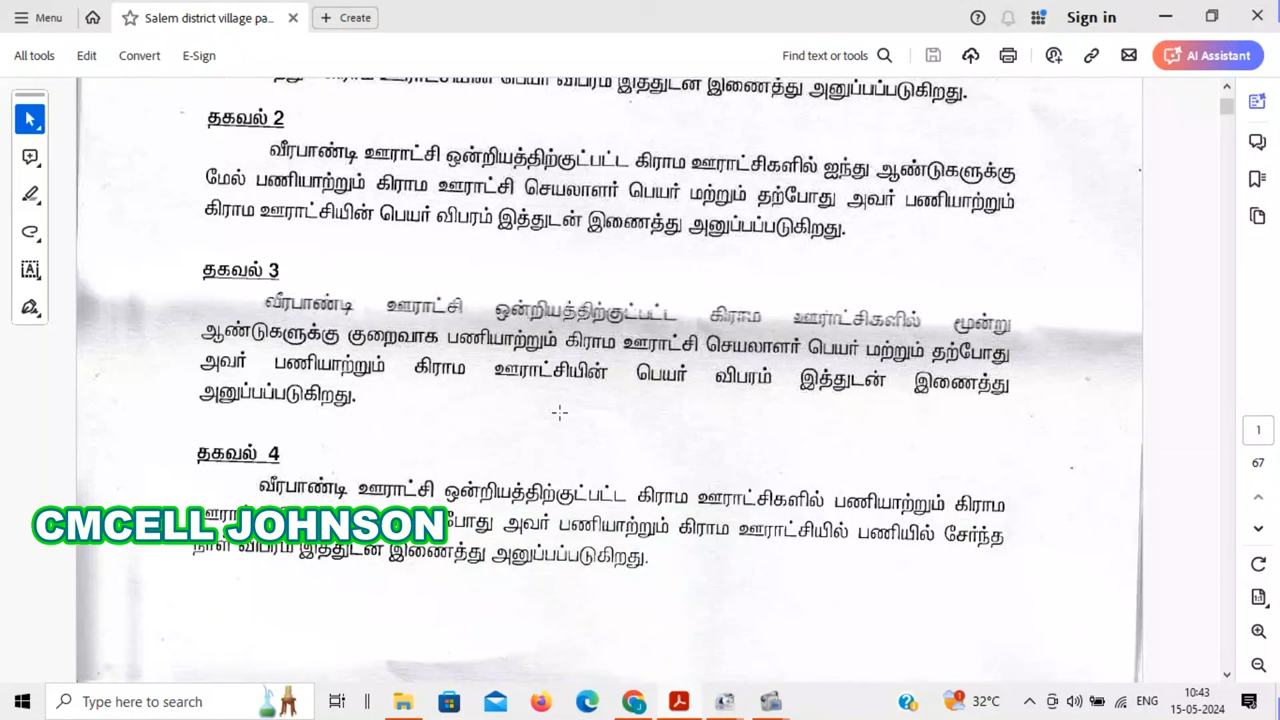 Menu
Salem district village pa...
Create
Sign in
All tools
Edit
Convert
E-Sign
Find text or tools
AI Assistant
கிராம ஊராட்சியின் பெயர் விபரம் இத்துடன் இணைத்து அனுப்பப்படுகிறது.
தகவல் 2
வீரபாண்டி ஊராட்சி ஒன்றியத்திற்குட்பட்ட கிராம ஊராட்சிகளில் ஐந்து ஆண்டுகளுக்கு
மேல் பணியாற்றும் கிராம ஊராட்சி செயலாளர் பெயர் மற்றும் தற்போது அவர் பணியாற்றும்
கிராம ஊராட்சியின் பெயர் விபரம் இத்துடன் இணைத்து அனுப்பப்படுகிறது.
தகவல் 3
வீரபாண்டி ஊராட்சி ஒன்றியத்திற்குட்பட்ட கிராம ஊராட்சிகளில் மூன்று
ஆண்டுகளுக்கு குறைவாக பணியாற்றும் கிராம ஊராட்சி செயலாளர் பெயர் மற்றும் தற்போது
அவர் பணியாற்றும் கிராம ஊராட்சியின் பெயர் விபரம் இத்துடன் இணைத்து
அனுப்பப்படுகிறது.
தகவல் 4
வீரபாண்டி ஊராட்சி ஒன்றியத்திற்குட்பட்ட கிராம ஊராட்சிகளில் பணியாற்றும் கிராம
அவர் பணியாற்றும் கிராம ஊராட்சியில் பணியில் சேர்ந்த
நாள் விபரம் இத்துடன் இணைத்து அனுப்பப்படுகிறது.
CMCELL JOHNSON
1
67
Type here to search
32°C
ENG
10:43
15-05-2024